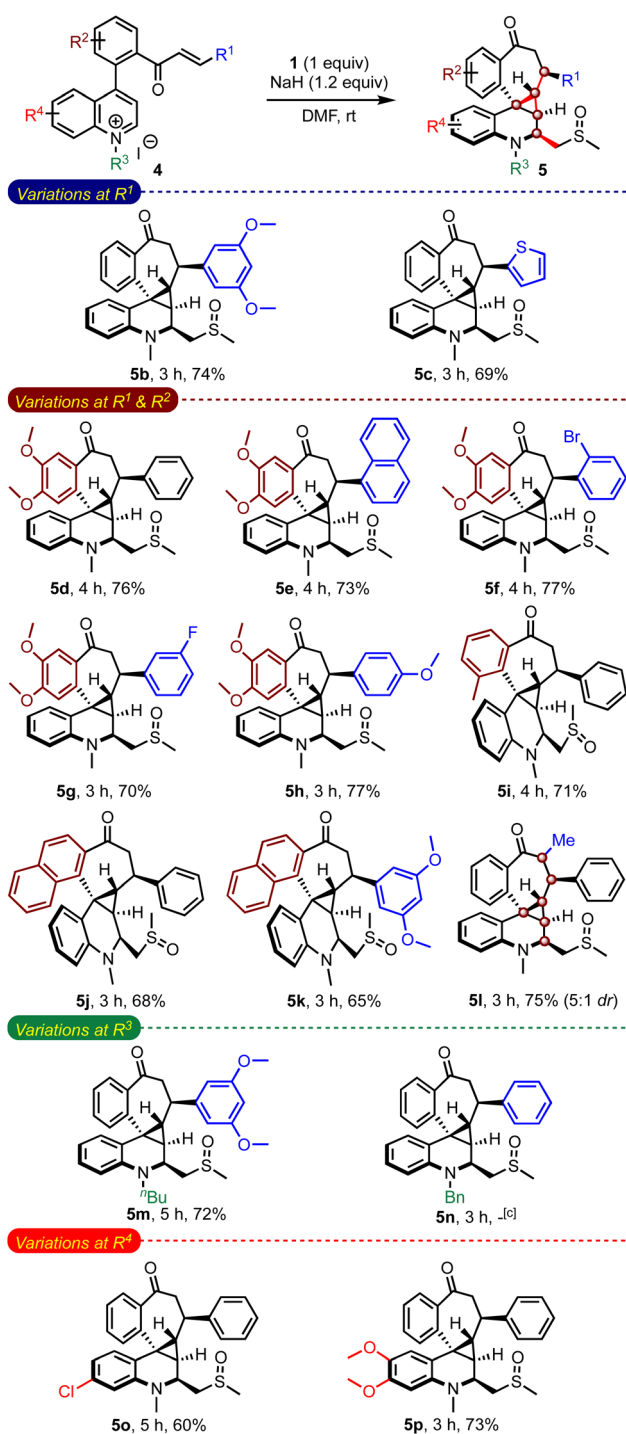 R² R¹ O R⁴ N + R³ I ⊖ 4
1 (1 equiv)
NaH (1.2 equiv)
DMF, rt
O R² R¹ H H R⁴ N R³ S O 5
Variations at R¹
O O O H H N S O
O S H H N S O
5b, 3 h, 74%
5c, 3 h, 69%
Variations at R¹ & R²
O O O H H N S O
O O O H H N S O
O O O Br H H N S O
5d, 4 h, 76%
5e, 4 h, 73%
5f, 4 h, 77%
O O O F H H N S O
O O O O H H N S O
O H H N S O
5g, 3 h, 70%
5h, 3 h, 77%
5i, 4 h, 71%
O H H N S O
O O O H H N S O
O Me H H N S O
5j, 3 h, 68%
5k, 3 h, 65%
5l, 3 h, 75% (5:1 dr)
Variations at R³
O O O H H N S O ⁿBu
O H H N S O Bn
5m, 5 h, 72%
5n, 3 h, -[c]
Variations at R⁴
O H H Cl N S O
O H H O O N S O
5o, 5 h, 60%
5p, 3 h, 73%